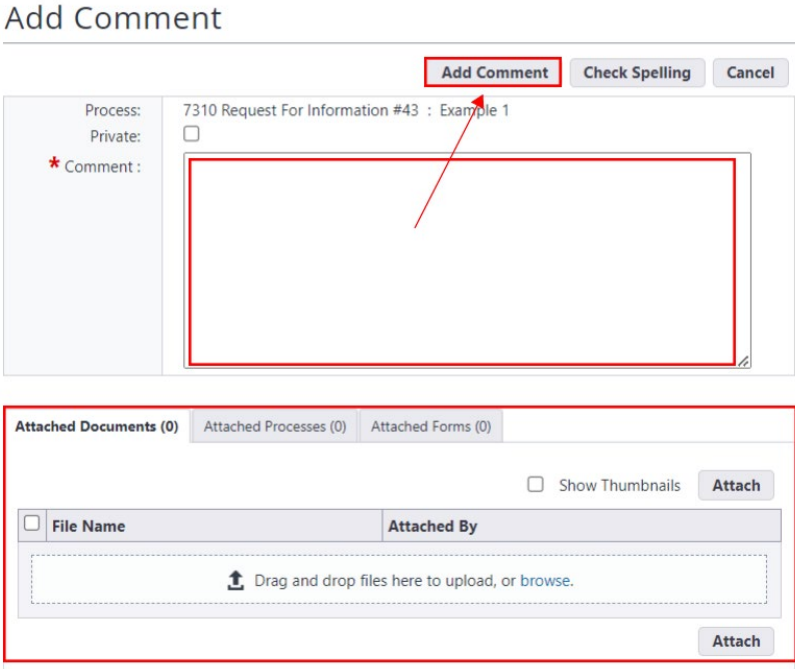 Add Comment
Add Comment Check Spelling Cancel
Process: 7310 Request For Information #43 : Example 1
Private:
* Comment :
Attached Documents (0) Attached Processes (0) Attached Forms (0)
Show Thumbnails Attach
File Name Attached By
Drag and drop files here to upload, or browse.
Attach